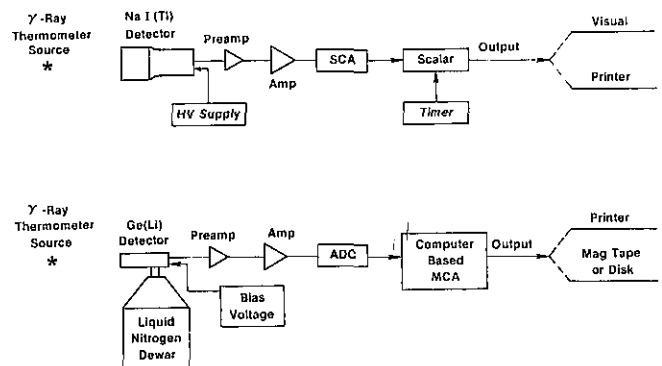 γ-Ray
Thermometer
Source
*
Na I (Tl)
Detector
Preamp
Amp
HV Supply
SCA
Scalar
Timer
Output
Visual
Printer
γ-Ray
Thermometer
Source
*
Ge(Li)
Detector
Preamp
Amp
Liquid
Nitrogen
Dewar
Bias
Voltage
ADC
Computer
Based
MCA
Output
Printer
Mag Tape
or Disk